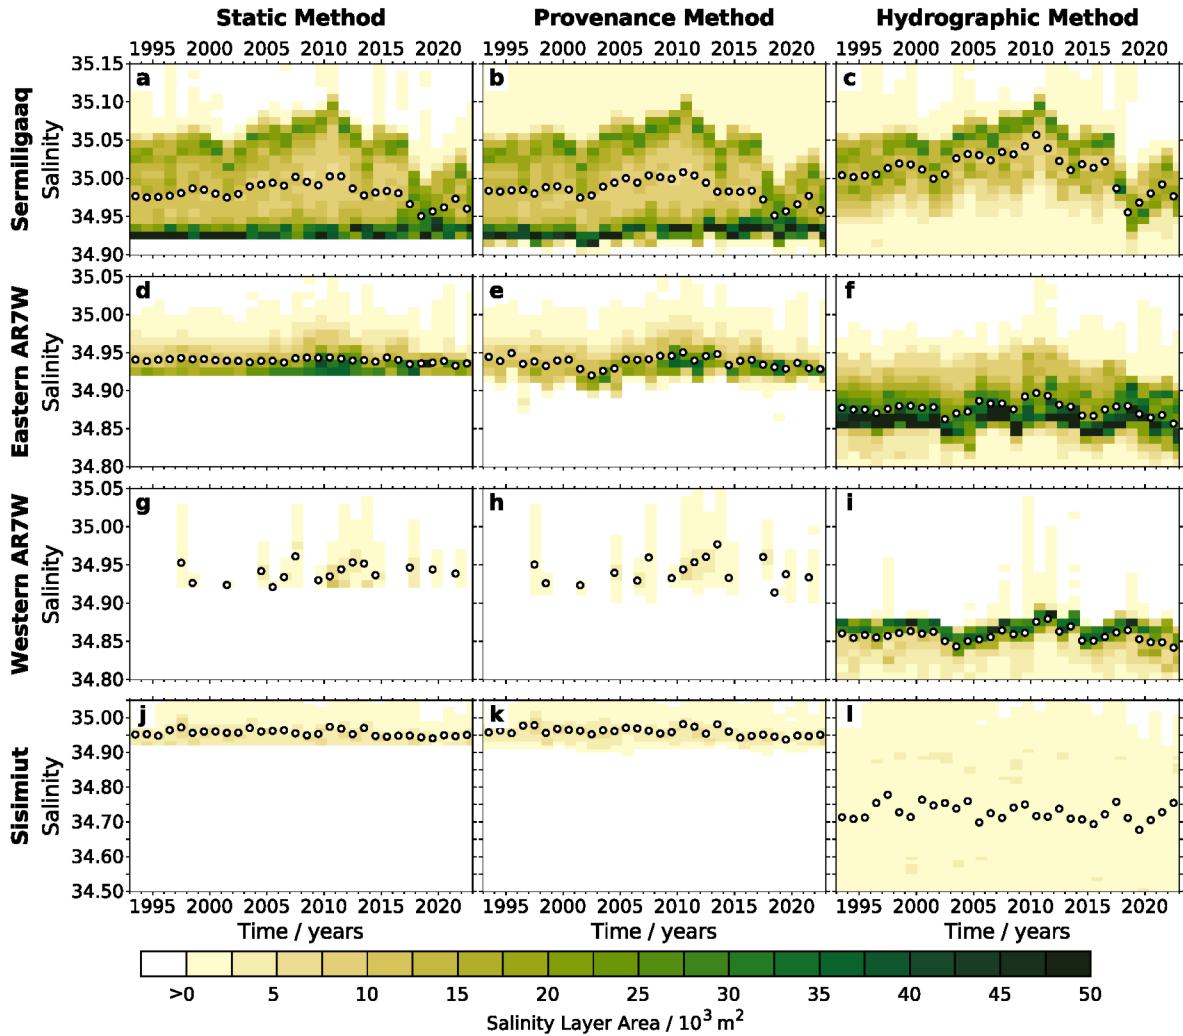 Static Method Provenance Method Hydrographic Method
1995 2000 2005 2010 2015 2020 1995 2000 2005 2010 2015 2020 1995 2000 2005 2010 2015 2020
Sermiligaaq
Salinity
35.15
35.10
35.05
35.00
34.95
34.90
a b c
Eastern AR7W
Salinity
35.05
35.00
34.95
34.90
34.85
34.80
d e f
Western AR7W
Salinity
35.05
35.00
34.95
34.90
34.85
34.80
g h i
Sisimiut
Salinity
35.00
34.90
34.80
34.70
34.60
34.50
j k l
1995 2000 2005 2010 2015 2020 1995 2000 2005 2010 2015 2020 1995 2000 2005 2010 2015 2020
Time / years Time / years Time / years
>0 5 10 15 20 25 30 35 40 45 50
Salinity Layer Area / 10³ m²